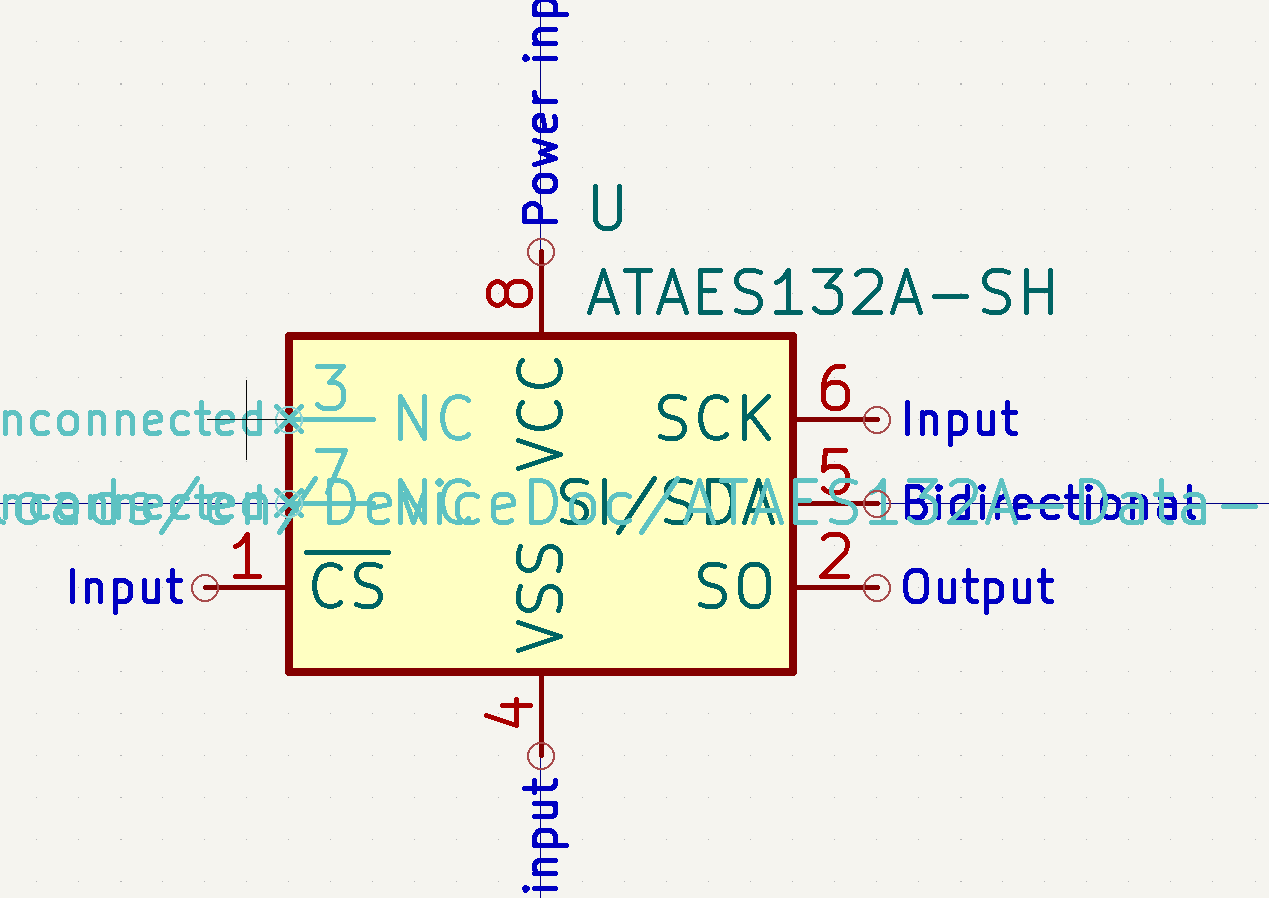 Power inp
U
8
ATAES132A-SH
nconnected
3
NC
VCC
SCK
6
Input
7
NC
SI/SDA
5
Bidirectional
/en/DeviceDoc/ATAES132A-Data-
Input
1
CS
VSS
SO
2
Output
4
input